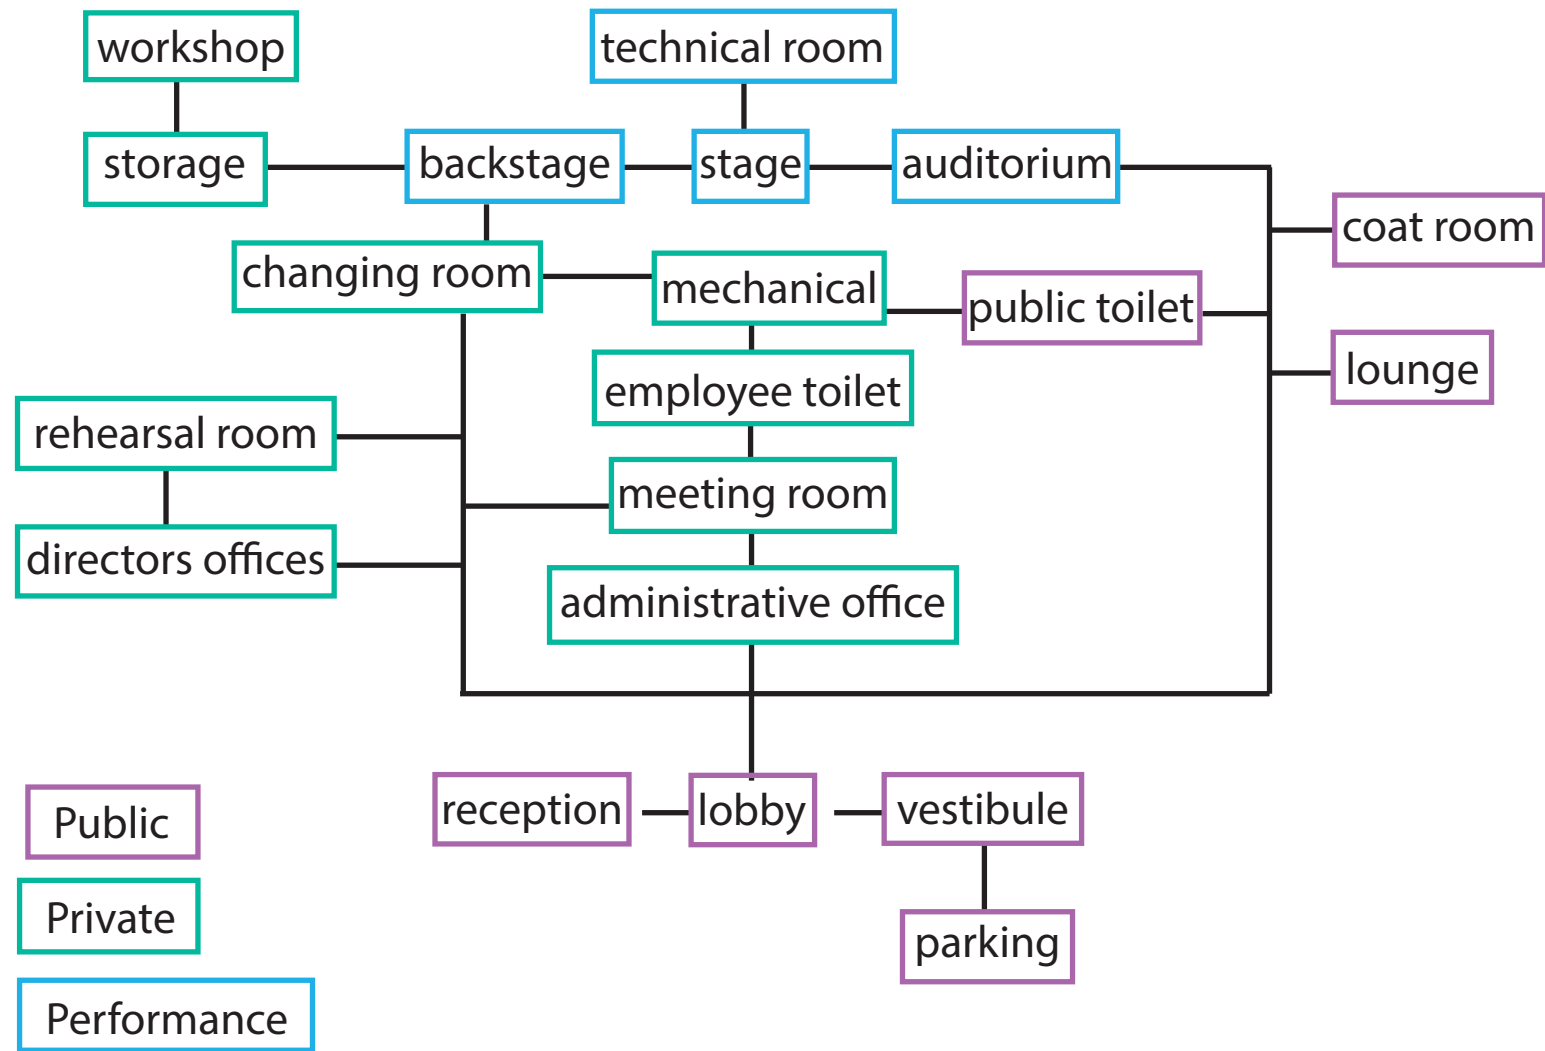 workshop
technical room
storage
backstage
stage
auditorium
coat room
changing room
mechanical
public toilet
lounge
employee toilet
rehearsal room
meeting room
directors offices
administrative office
reception
lobby
vestibule
parking
Public
Private
Performance